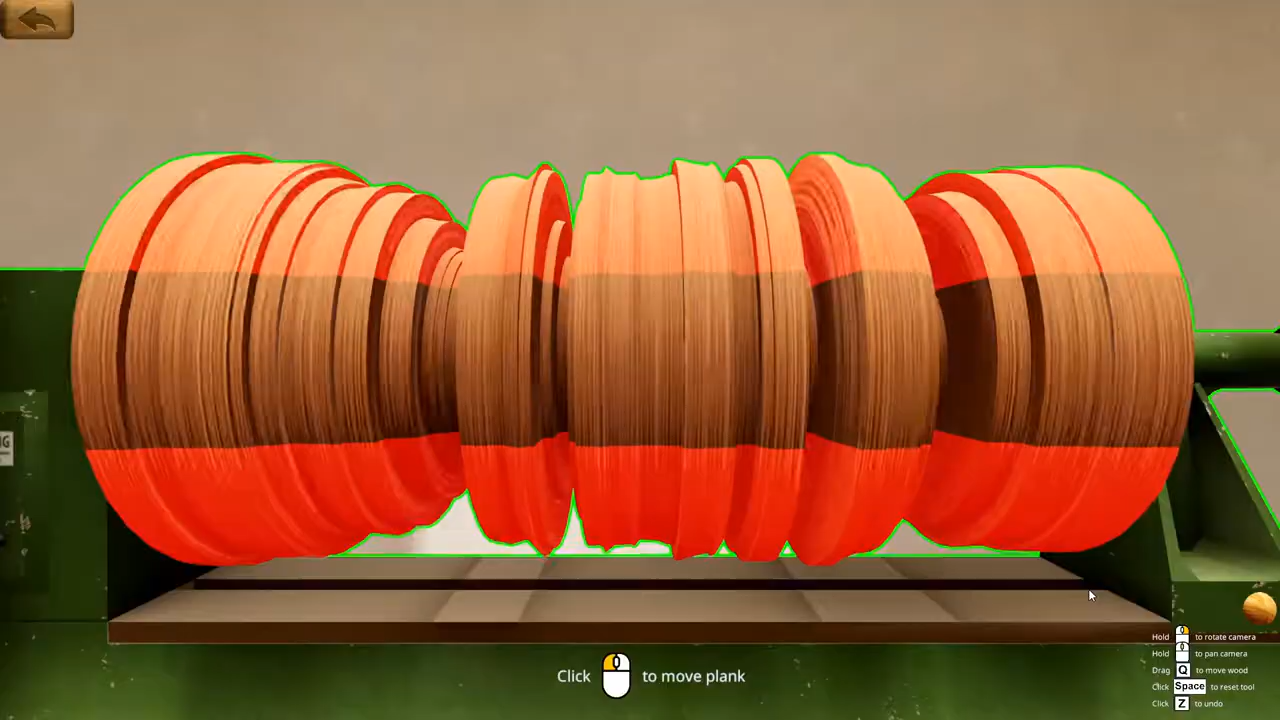 G
Click to move plank
Hold to rotate camera
Hold to pan camera
Drag Q to move wood
Click Space to reset tool
Click Z to undo